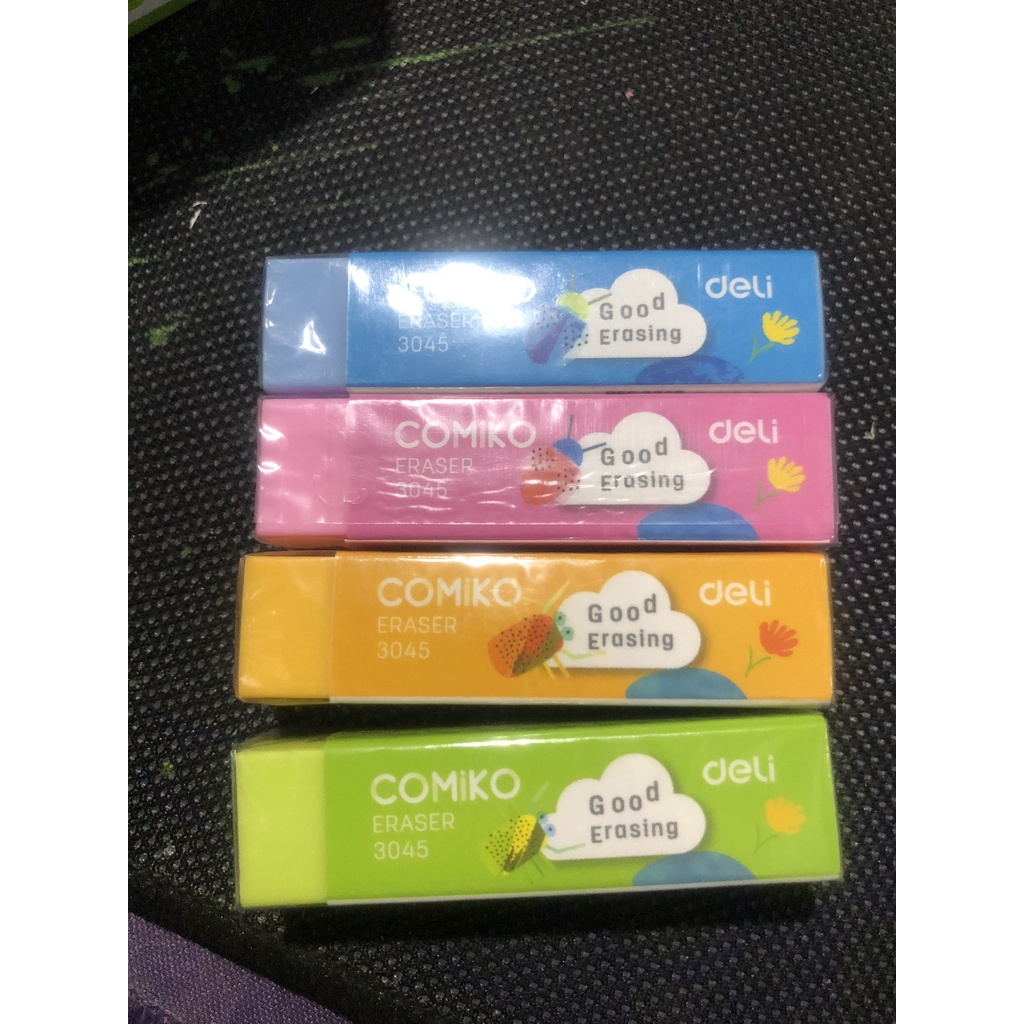 ERASER
3045
Good
Erasing
deli
COMiKO
ERASER
3045
Good
Erasing
deli
COMiKO
ERASER
3045
Good
Erasing
deli
COMiKO
ERASER
3045
Good
Erasing
deli